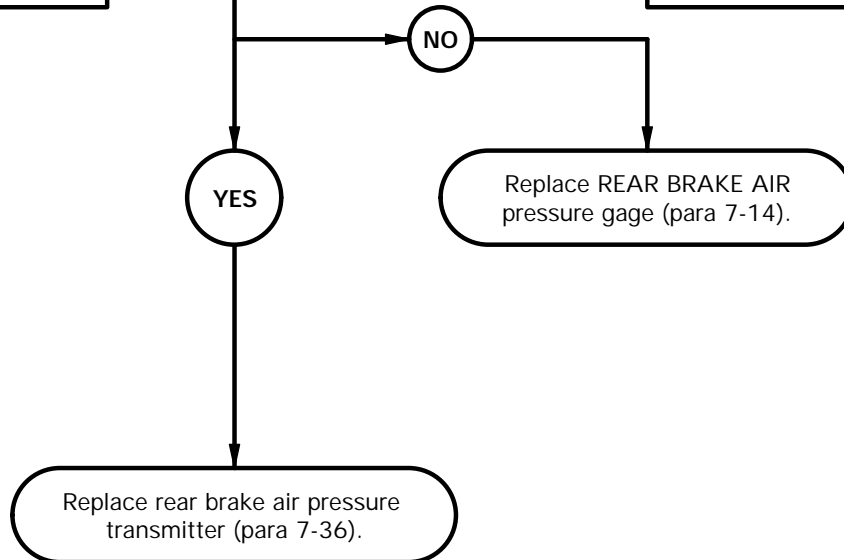 NO
YES
Replace REAR BRAKE AIR
pressure gage (para 7-14).
Replace rear brake air pressure
transmitter (para 7-36).